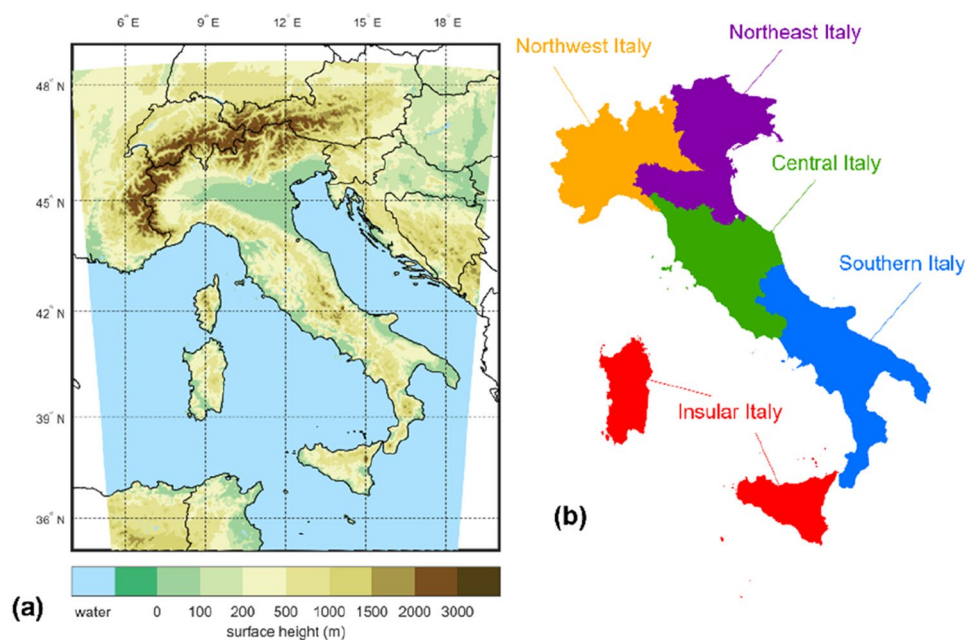 6°E 9°E 12°E 15°E 18°E
48° N
45° N
42° N
39° N
36° N
water 0 100 200 500 1000 1500 2000 3000
surface height (m)
(a)
Northwest Italy
Northeast Italy
Central Italy
Southern Italy
Insular Italy
(b)